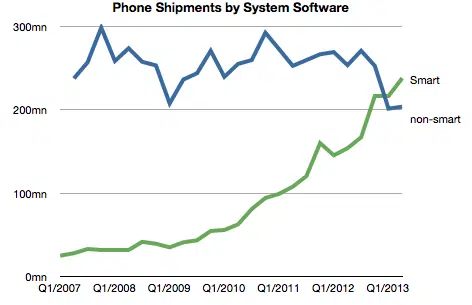 Phone Shipments by System Software
300mn
Smart
200mn
non-smart
100mn
0mn
Q1/2007 Q1/2008 Q1/2009 Q1/2010 Q1/2011 Q1/2012 Q1/2013